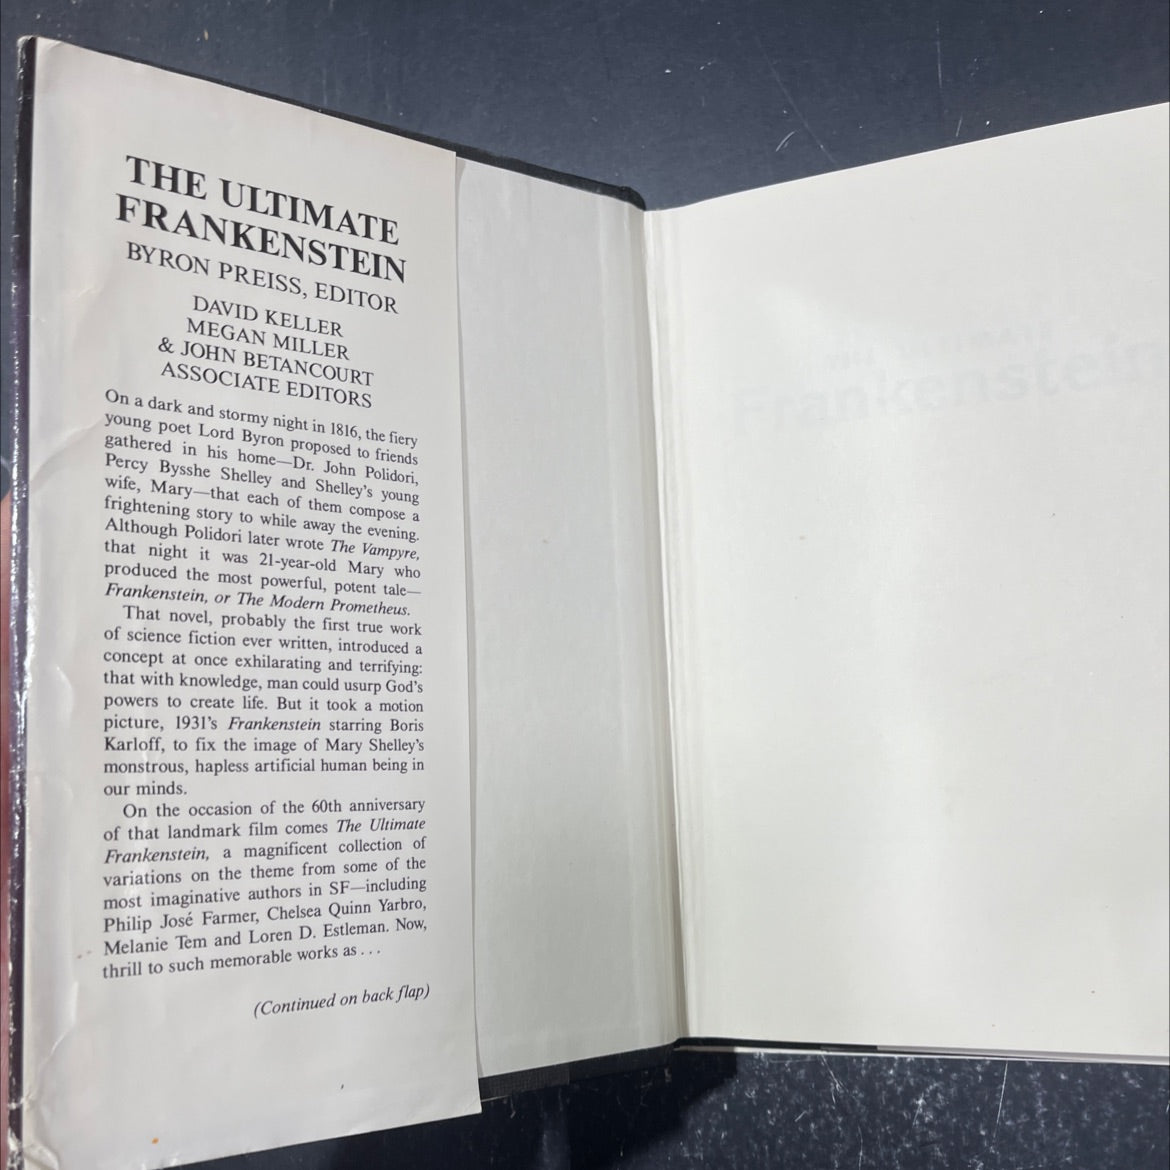 THE ULTIMATE
FRANKENSTEIN
BYRON PREISS, EDITOR
DAVID KELLER
MEGAN MILLER
& JOHN BETANCOURT
ASSOCIATE EDITORS
On a dark and stormy night in 1816, the fiery
young poet Lord Byron proposed to friends
gathered in his home—Dr. John Polidori,
Percy Bysshe Shelley and Shelley's young
wife, Mary—that each of them compose a
frightening story to while away the evening.
Although Polidori later wrote The Vampyre,
that night it was 21-year-old Mary who
produced the most powerful, potent tale—
Frankenstein, or The Modern Prometheus.
That novel, probably the first true work
of science fiction ever written, introduced a
concept at once exhilarating and terrifying:
that with knowledge, man could usurp God's
powers to create life. But it took a motion
picture, 1931's Frankenstein starring Boris
Karloff, to fix the image of Mary Shelley's
monstrous, hapless artificial human being in
our minds.
On the occasion of the 60th anniversary
of that landmark film comes The Ultimate
Frankenstein, a magnificent collection of
variations on the theme from some of the
most imaginative authors in SF—including
Philip José Farmer, Chelsea Quinn Yarbro,
Melanie Tem and Loren D. Estleman. Now,
thrill to such memorable works as . . .
(Continued on back flap)
THE ULTIMATE
Frankenstein